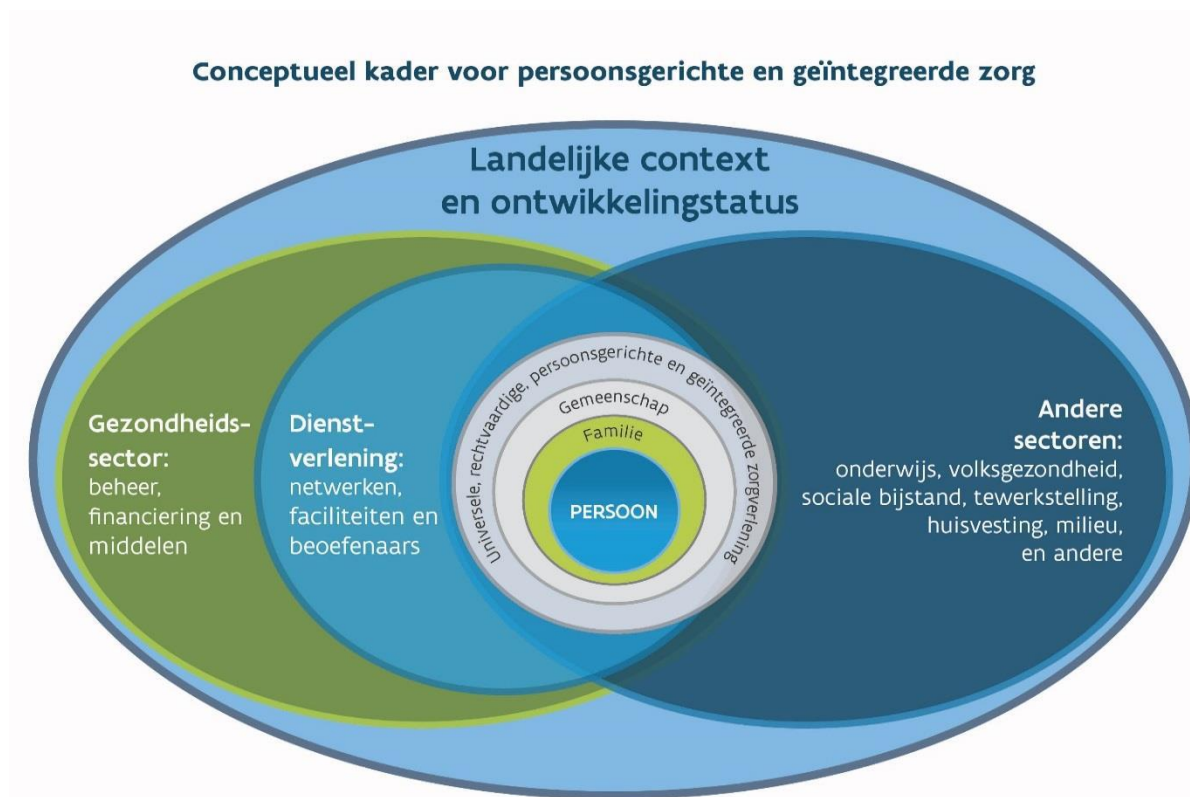 Conceptueel kader voor persoonsgerichte en geïntegreerde zorg
Landelijke context
en ontwikkelingstatus
Gezondheids-
sector:
beheer,
financiering en
middelen
Dienst-
verlening:
netwerken,
faciliteiten en
beoefenaars
Universele, rechtvaardige, persoonsgerichte en geïntegreerde zorgverlening
Gemeenschap
Familie
PERSOON
Andere
sectoren:
onderwijs, volksgezondheid,
sociale bijstand, tewerkstelling,
huisvesting, milieu,
en andere